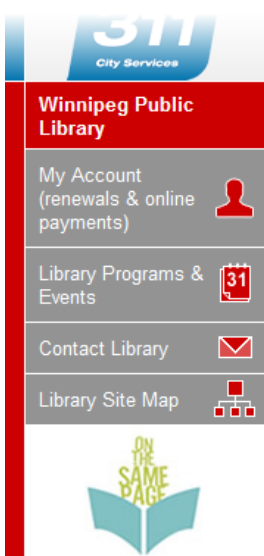 311
City Services
Winnipeg Public
Library
My Account
(renewals & online
payments)
Library Programs &
Events
31
Contact Library
Library Site Map
ON
THE
SAME
PAGE